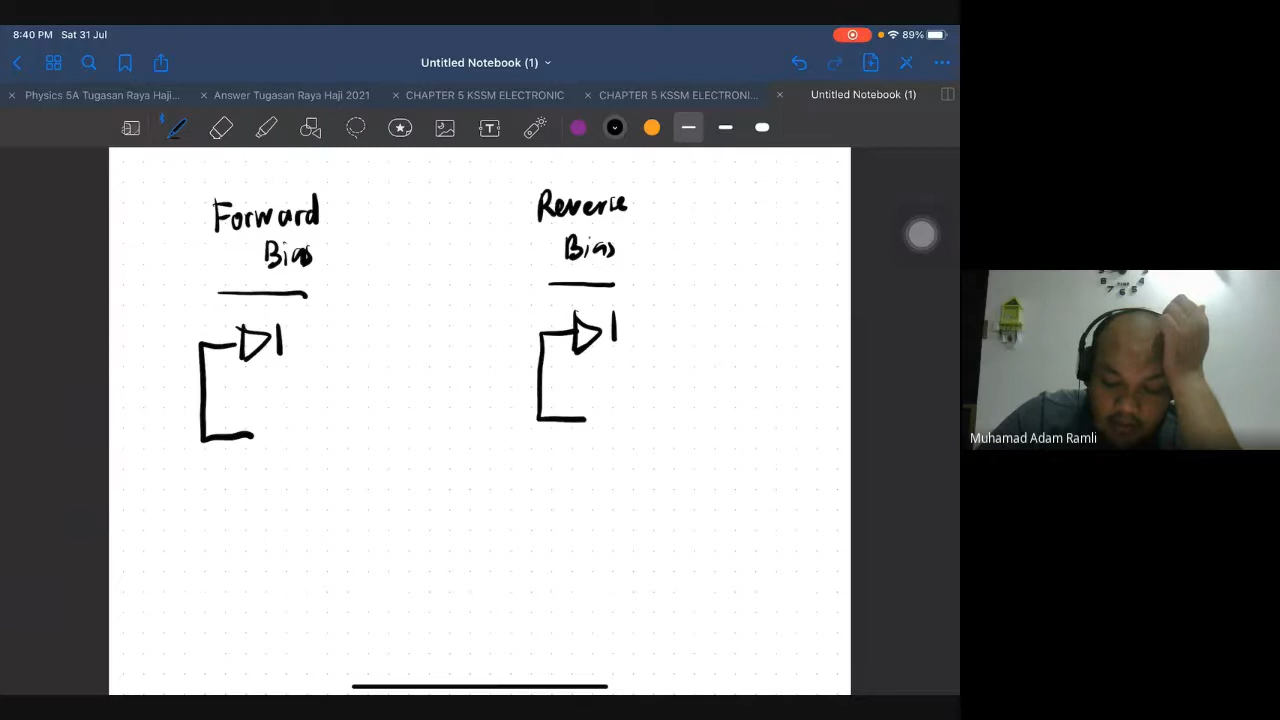 8:40 PM Sat 31 Jul
89%
Untitled Notebook (1)
Physics 5A Tugasan Raya Haji...
Answer Tugasan Raya Haji 2021
CHAPTER 5 KSSM ELECTRONIC
CHAPTER 5 KSSM ELECTRONI...
Untitled Notebook (1)
Forward
Bias
Reverse
Bias
Muhamad Adam Ramli